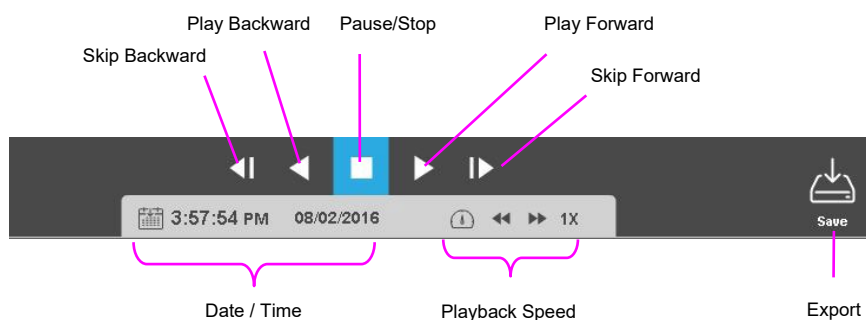 Play Backward
Pause/Stop
Play Forward
Skip Backward
Skip Forward
3:57:54 PM
08/02/2016
1X
Save
Date / Time
Playback Speed
Export